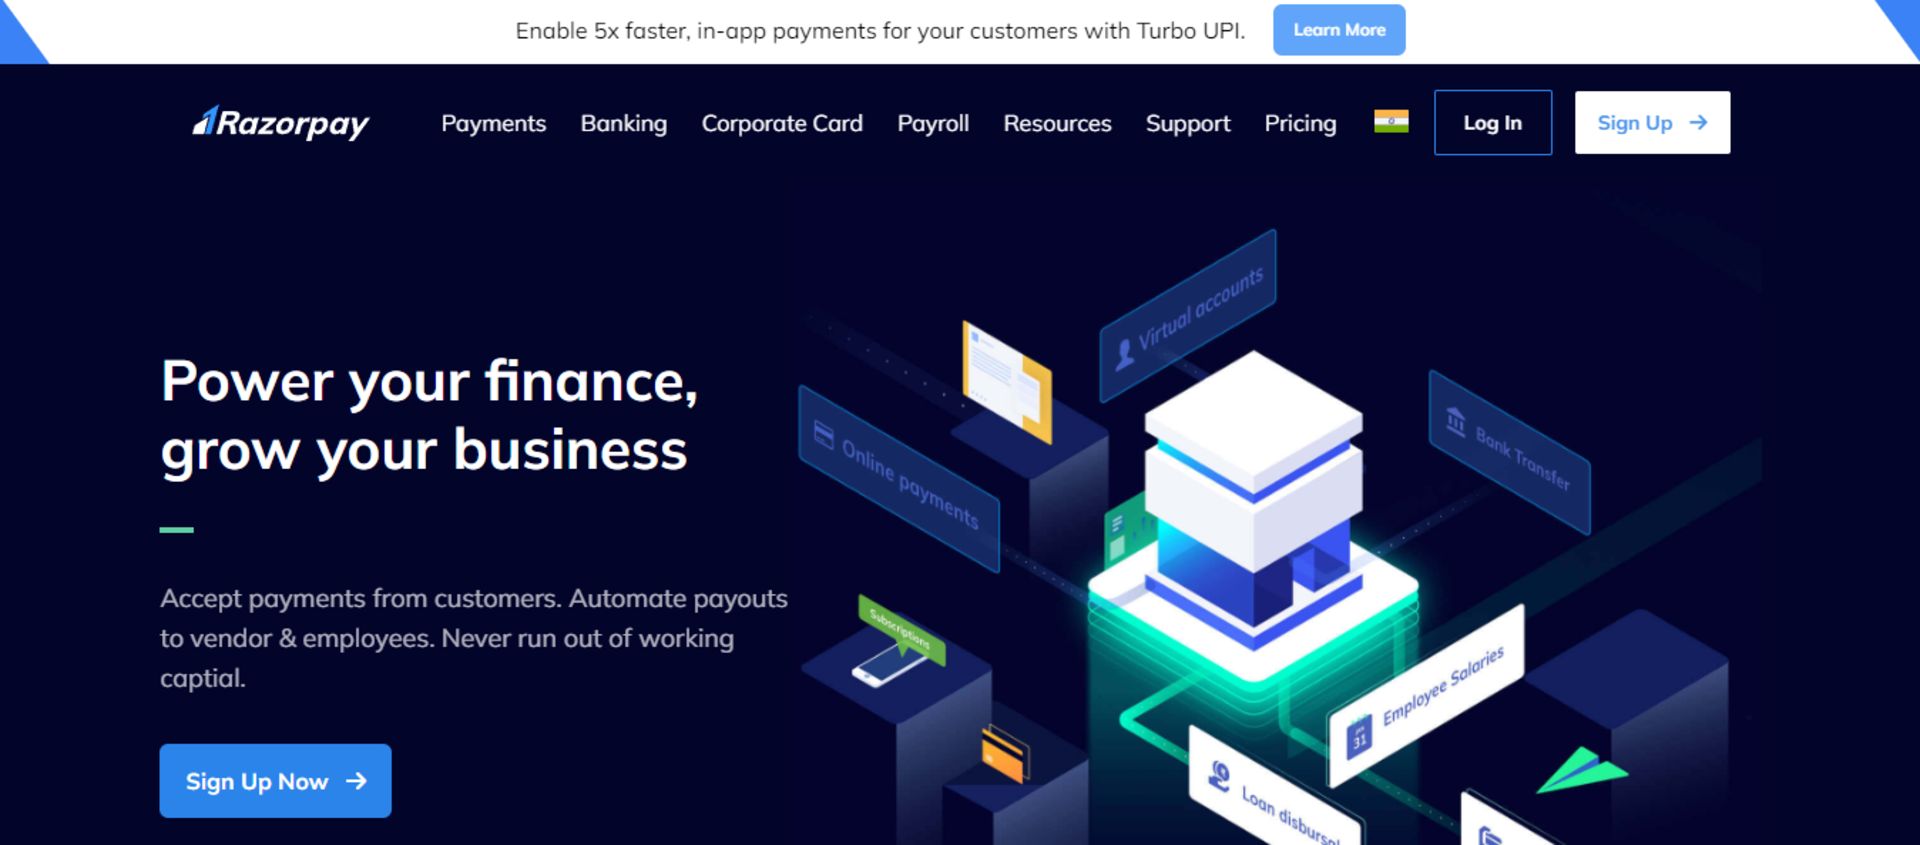 Enable 5x faster, in-app payments for your customers with Turbo UPI.
Learn More
Razorpay
Payments
Banking
Corporate Card
Payroll
Resources
Support
Pricing
Log In
Sign Up
Power your finance,
grow your business
Accept payments from customers. Automate payouts
to vendor & employees. Never run out of working
captial.
Sign Up Now
Virtual accounts
Online payments
Bank Transfer
Subscriptions
Employee Salaries
31
Loan